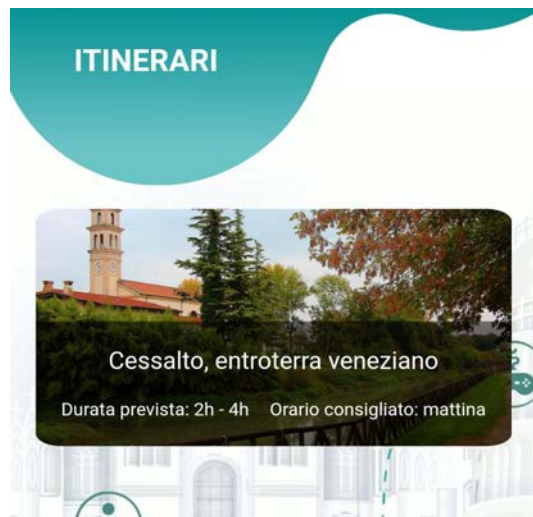 ITINERARI
Cessalto, entroterra veneziano
Durata prevista: 2h - 4h Orario consigliato: mattina